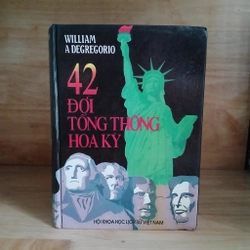 WILLIAM
A DEGREGORIO
42
ĐỜI
TỔNG THỐNG
HOA KỲ
HỘI KHOA HỌC LỊCH SỬ VIỆT NAM